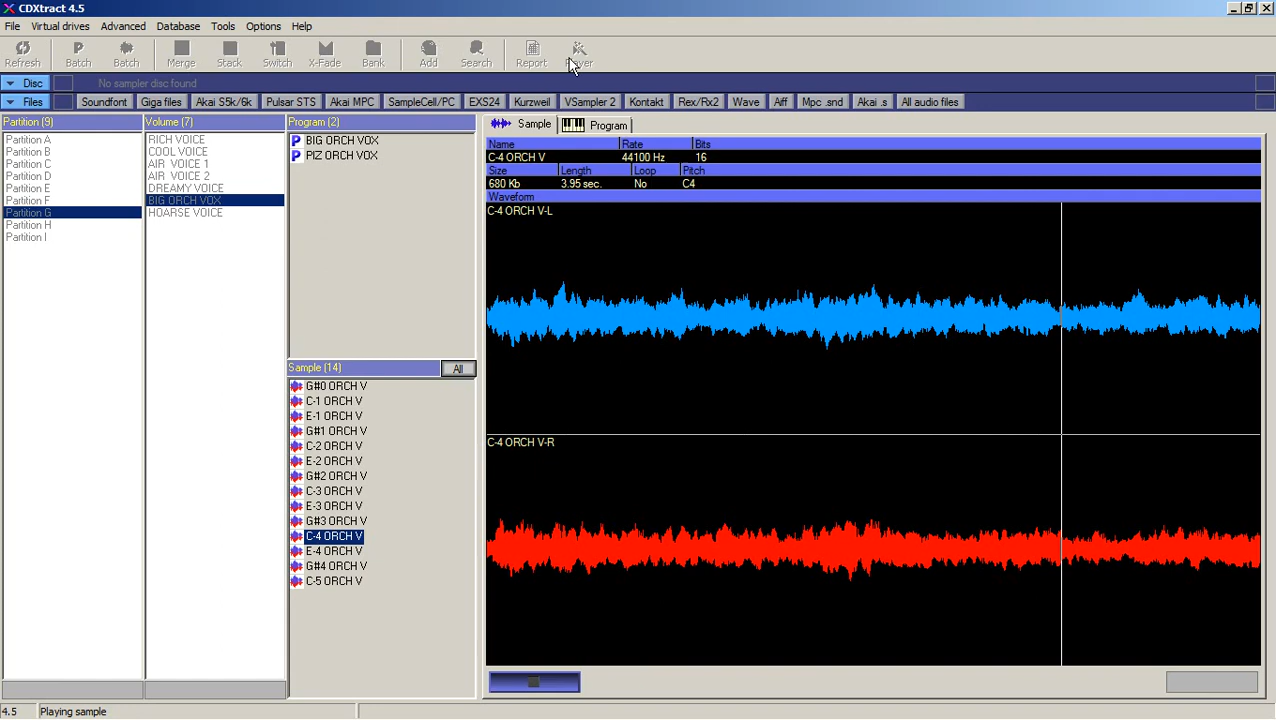 CDXtract 4.5
File Virtual drives Advanced Database Tools Options Help
Refresh Batch Batch Merge Stack Switch X-Fade Bank Add Search Report
Disc No sampler disc found
Files Soundfont Giga files Akai S5k/6k Pulsar STS Akai MPC SampleCell/PC EXS24 Kurzweil VSampler 2 Kontakt Rex/Rx2 Wave Aiff Mpc .snd Akai .s All audio files
Partition (9)
Partition A
Partition B
Partition C
Partition D
Partition E
Partition F
Partition G
Partition H
Partition I
Volume (7)
RICH VOICE
COOL VOICE
AIR VOICE 1
AIR VOICE 2
DREAMY VOICE
BIG ORCH VOX
HOARSE VOICE
Program (2)
P BIG ORCH VOX
P PIZ ORCH VOX
Sample (14) All
G#0 ORCH V
C-1 ORCH V
E-1 ORCH V
G#1 ORCH V
C-2 ORCH V
E-2 ORCH V
G#2 ORCH V
C-3 ORCH V
E-3 ORCH V
G#3 ORCH V
C-4 ORCH V
E-4 ORCH V
G#4 ORCH V
C-5 ORCH V
Sample Program
Name Rate Bits
C-4 ORCH V 44100 Hz 16
Size Length Loop Pitch
680 Kb 3.95 sec. No C4
Waveform
C-4 ORCH V-L
C-4 ORCH V-R
4.5 Playing sample